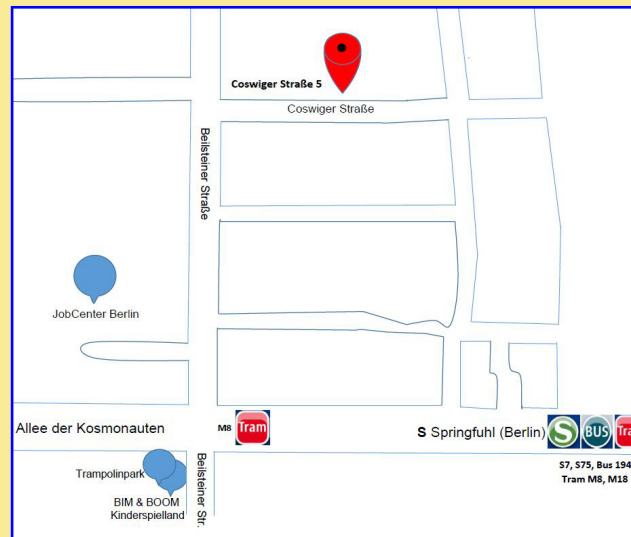 Coswiger Straße 5
Coswiger Straße
Beilsteiner Straße
JobCenter Berlin
Allee der Kosmonauten
M8
Tram
S Springfuhl (Berlin)
S
BUS
Trampolinpark
BIM & BOOM
Kinderspielland
Beilsteiner Str.
S7, S75, Bus 194
Tram M8, M18